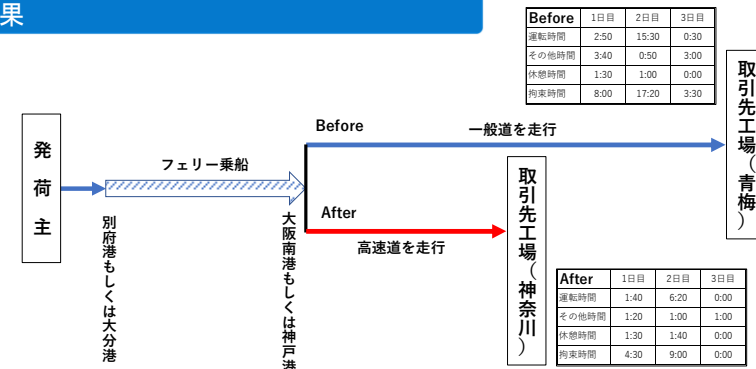 果
Before 1日目 2日目 3日目
運転時間 2:50 15:30 0:30
その他時間 3:40 0:50 3:00
休憩時間 1:30 1:00 0:00
拘束時間 8:00 17:20 3:30
取引先工場(青梅)
発荷主
フェリー乗船
Before
一般道を走行
After
高速道を走行
別府港もしくは大分港
大阪南港もしくは神戸港
取引先工場(神奈川)
After 1日目 2日目 3日目
運転時間 1:40 6:20 0:00
その他時間 1:20 1:00 1:00
休憩時間 1:30 1:40 0:00
拘束時間 4:30 9:00 0:00